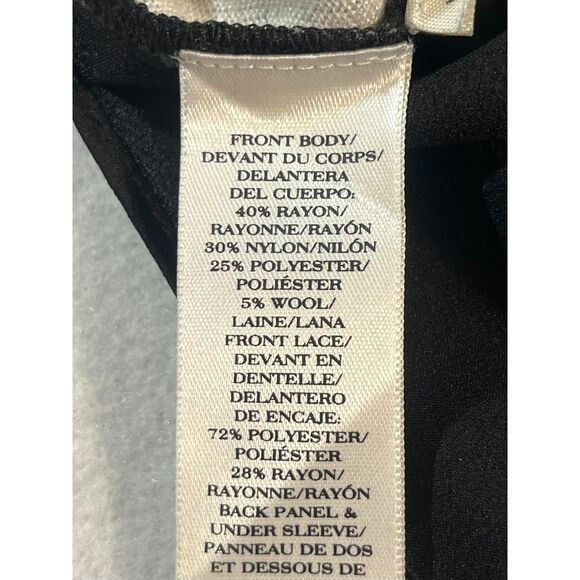 FRONT BODY/
DEVANT DU CORPS/
DELANTERA
DEL CUERPO:
40% RAYON/
RAYONNE/RAYÓN
30% NYLON/NILÓN
25% POLYESTER/
POLIÉSTER
5% WOOL/
LAINE/LANA
FRONT LACE/
DEVANT EN
DENTELLE/
DELANTERO
DE ENCAJE:
72% POLYESTER/
POLIÉSTER
28% RAYON/
RAYONNE/RAYÓN
BACK PANEL &
UNDER SLEEVE/
PANNEAU DE DOS
ET DESSOUS DE